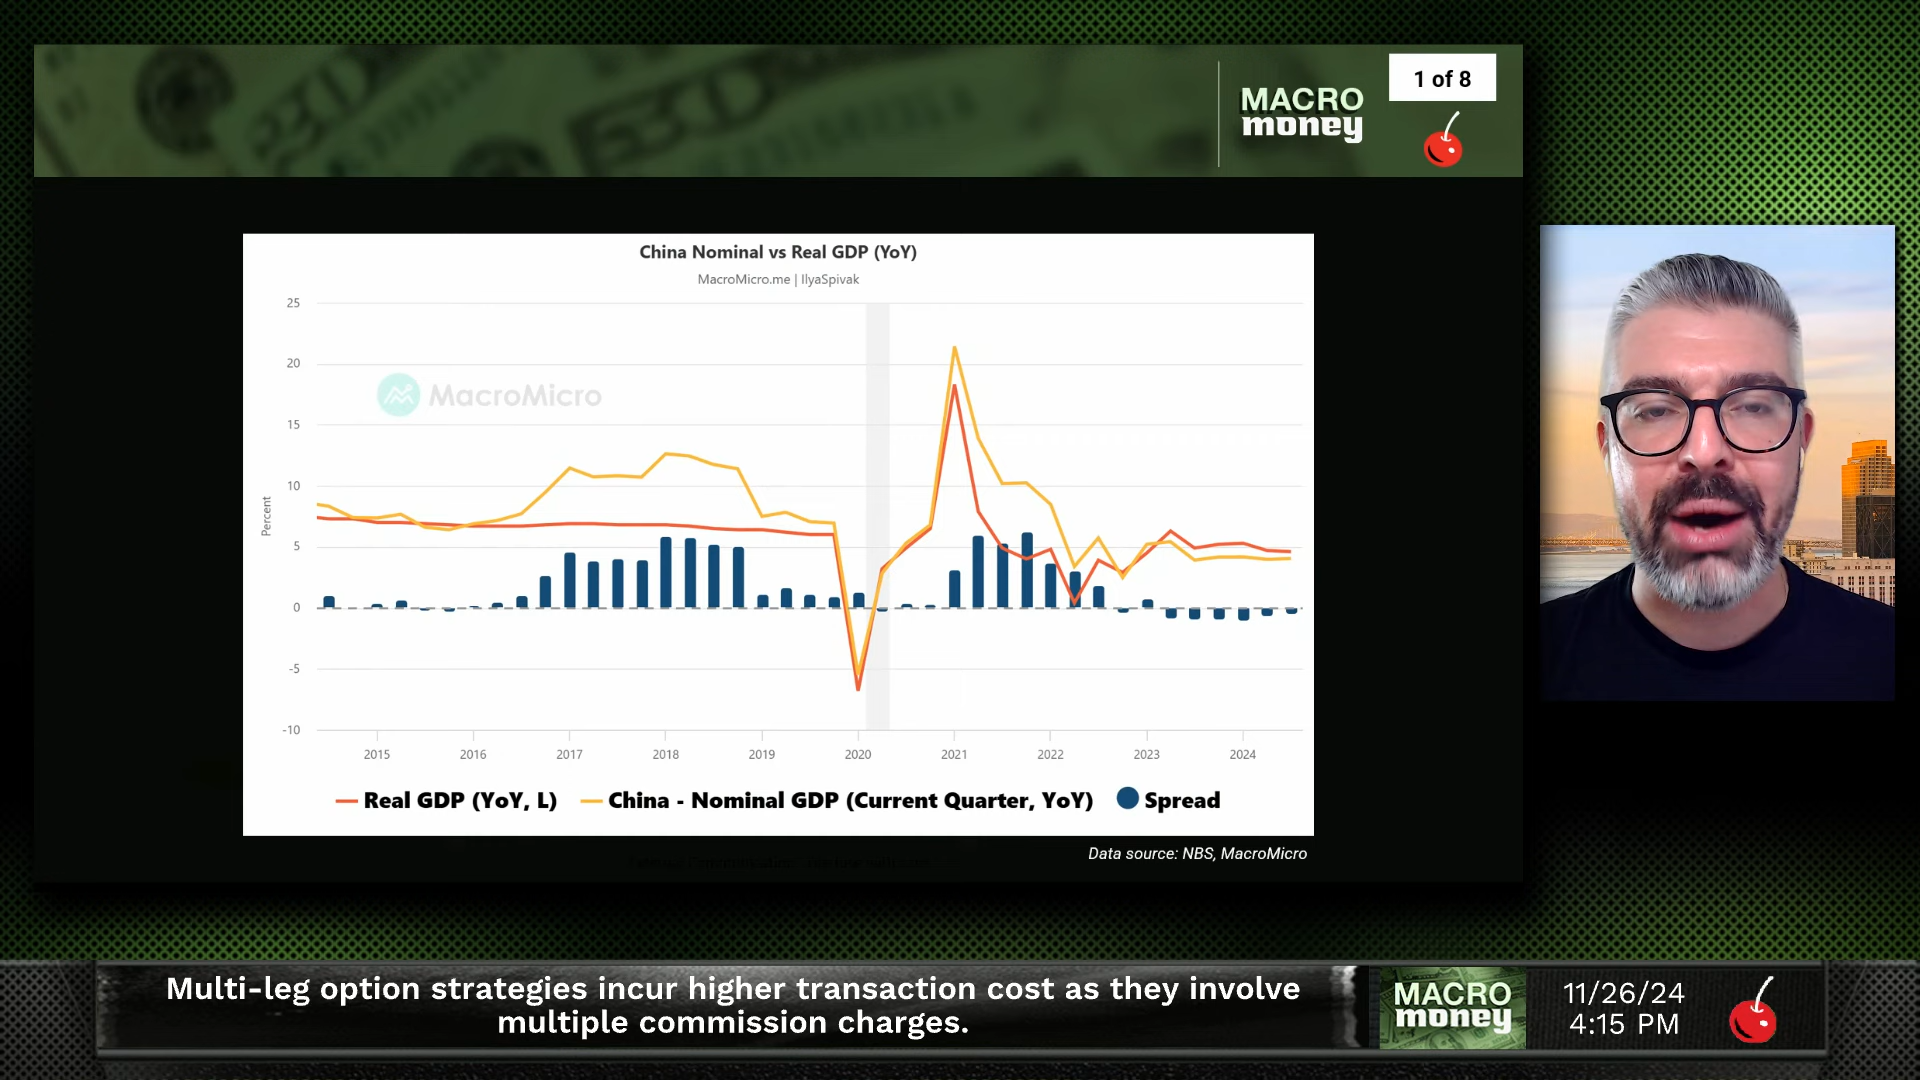 MACRO
money
1 of 8
China Nominal vs Real GDP (YoY)
MacroMicro.me | IlyaSpivak
25
20
15
10
5
0
-5
-10
Percent
MacroMicro
2015 2016 2017 2018 2019 2020 2021 2022 2023 2024
Real GDP (YoY, L) China - Nominal GDP (Current Quarter, YoY) Spread
Data source: NBS, MacroMicro
Multi-leg option strategies incur higher transaction cost as they involve
multiple commission charges.
MACRO
money
11/26/24
4:15 PM